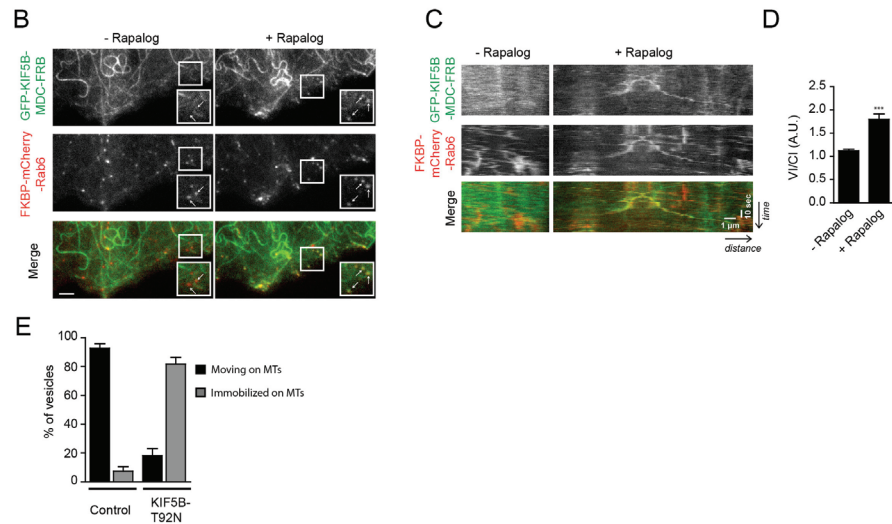 B
- Rapalog
+ Rapalog
GFP-KIF5B-
MDC-FRB
FKBP-mCherry
-Rab6
Merge
C
- Rapalog
+ Rapalog
GFP-KIF5B
-MDC-FRB
FKBP-
mCherry
-Rab6
Merge
1 µm
10 sec
time
distance
D
VI/CI (A.U.)
2.5
2.0
1.5
1.0
0.5
0.0
***
- Rapalog
+ Rapalog
E
% of vesicles
100
80
60
40
20
0
Moving on MTs
Immobilized on MTs
Control
KIF5B-
T92N